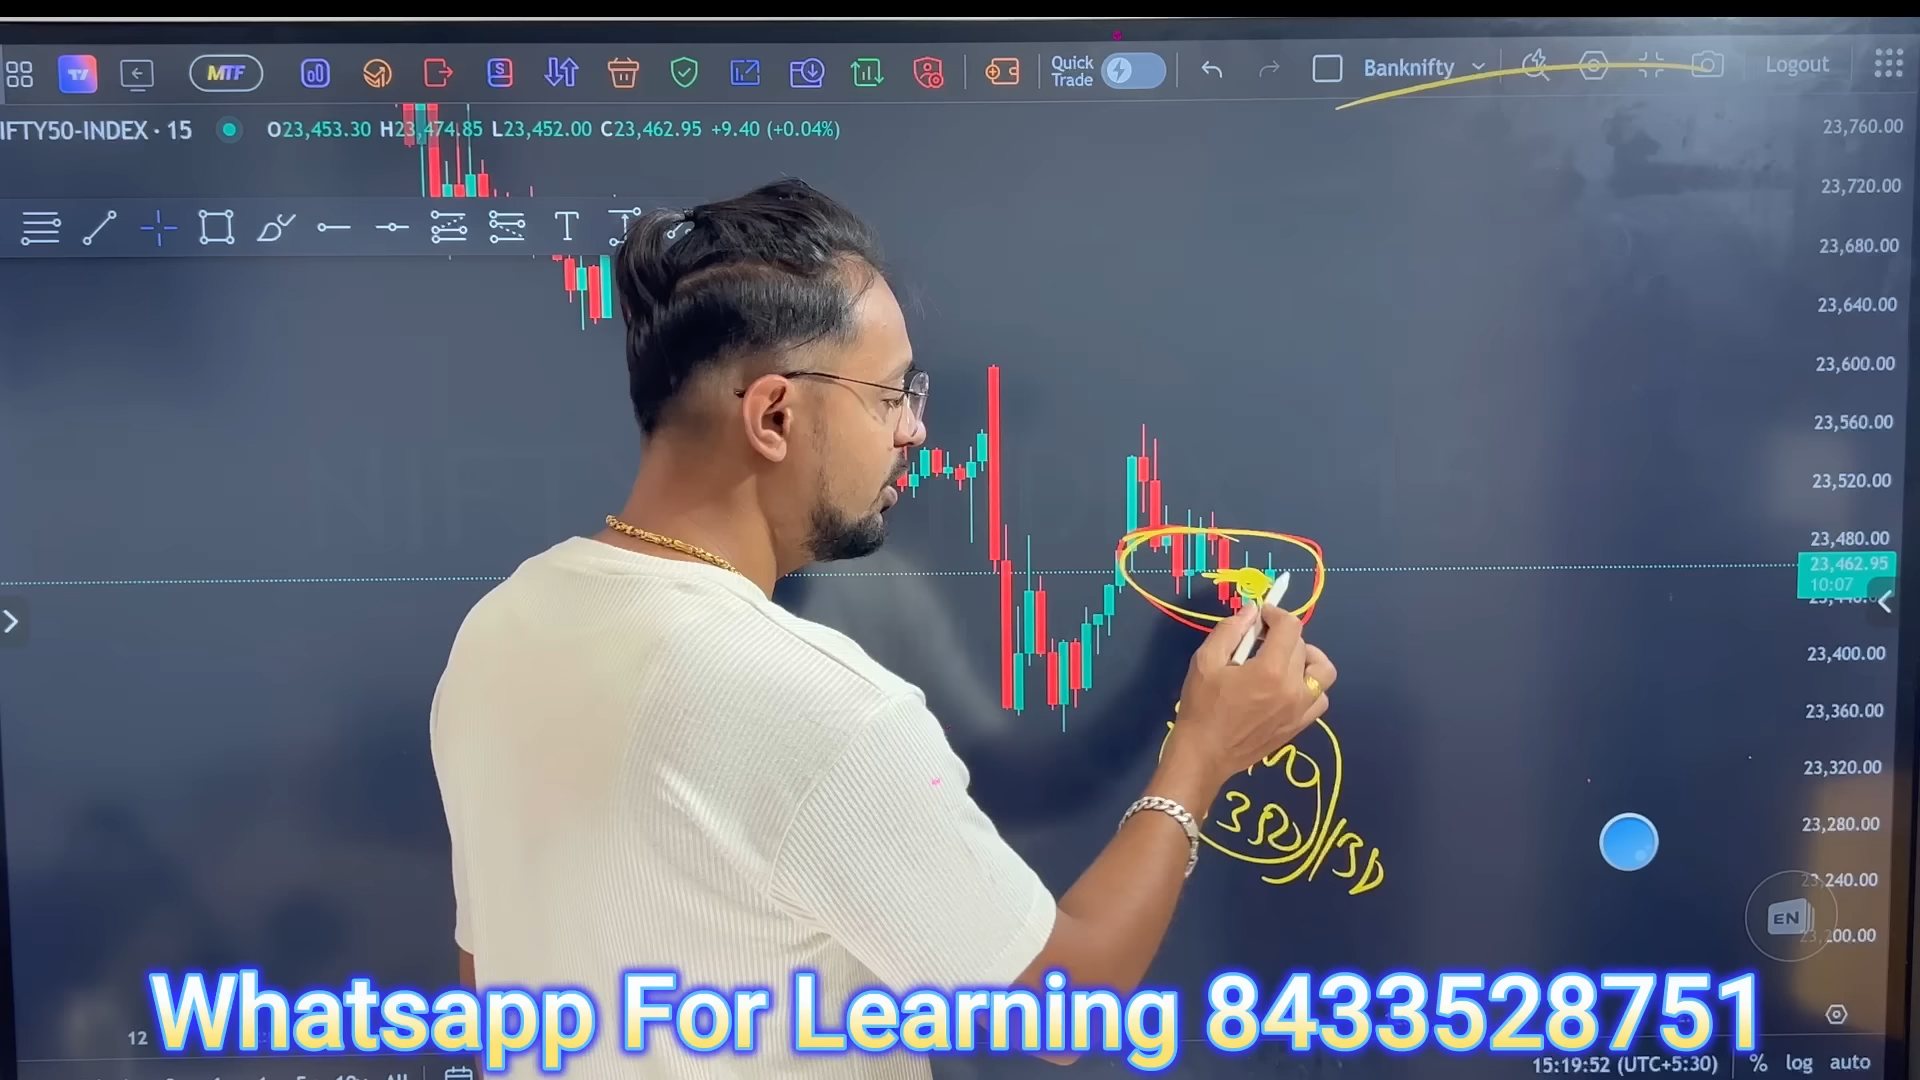 MTF
Quick Trade
Banknifty
Logout
IFTY50-INDEX · 15 O23,453.30 H23,474.85 L23,452.00 C23,462.95 +9.40 (+0.04%)
T
23,760.00
23,720.00
23,680.00
23,640.00
23,600.00
23,560.00
23,520.00
23,480.00
23,462.95
10:07
23,400.00
23,360.00
23,320.00
23,280.00
23,240.00
EN
23,200.00
350
Whatsapp For Learning 8433528751
12
15:19:52 (UTC+5:30) % log auto